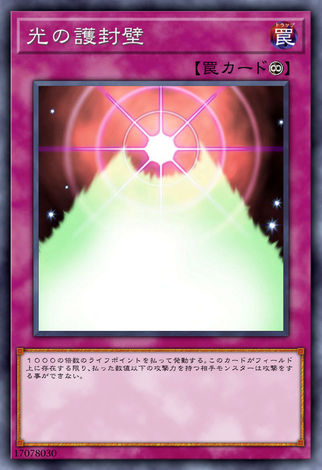 光の護封壁
トラップ
罠
【罠カード♾】
１０００の倍数のライフポイントを払って発動する。このカードがフィールド
上に存在する限り、払った数値以下の攻撃力を持つ相手モンスターは攻撃をす
る事ができない。
17078030